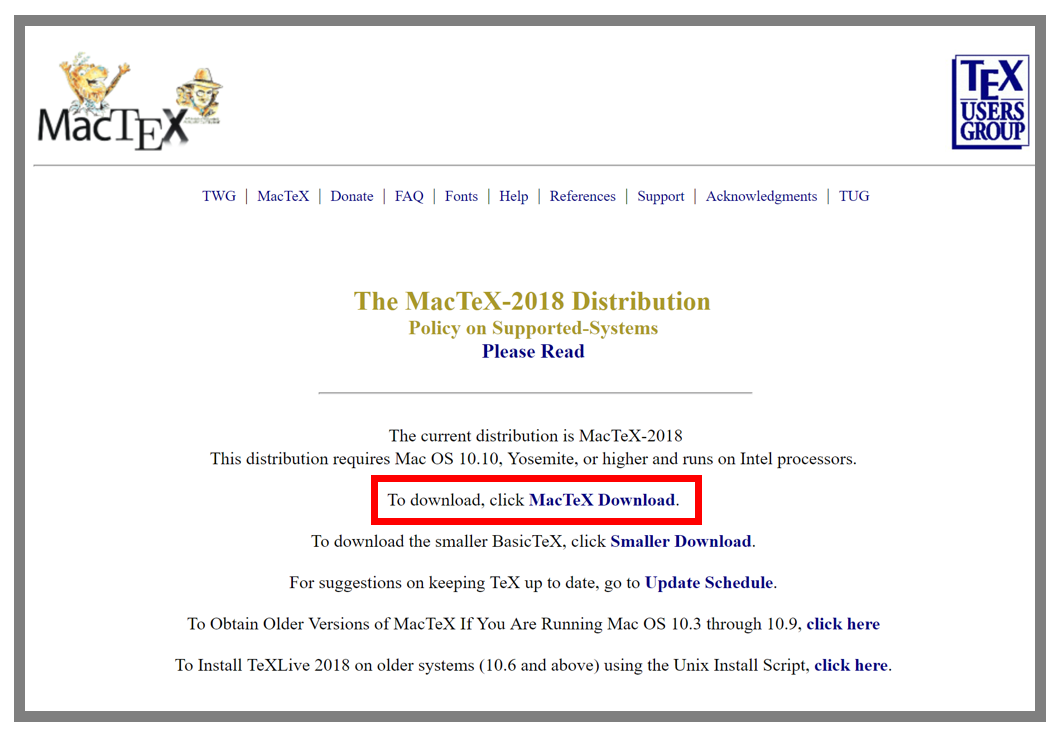 MacTEX
TEX
USERS
GROUP
TWG | MacTeX | Donate | FAQ | Fonts | Help | References | Support | Acknowledgments | TUG
The MacTeX-2018 Distribution
Policy on Supported-Systems
Please Read
The current distribution is MacTeX-2018
This distribution requires Mac OS 10.10, Yosemite, or higher and runs on Intel processors.
To download, click MacTeX Download.
To download the smaller BasicTeX, click Smaller Download.
For suggestions on keeping TeX up to date, go to Update Schedule.
To Obtain Older Versions of MacTeX If You Are Running Mac OS 10.3 through 10.9, click here
To Install TeXLive 2018 on older systems (10.6 and above) using the Unix Install Script, click here.